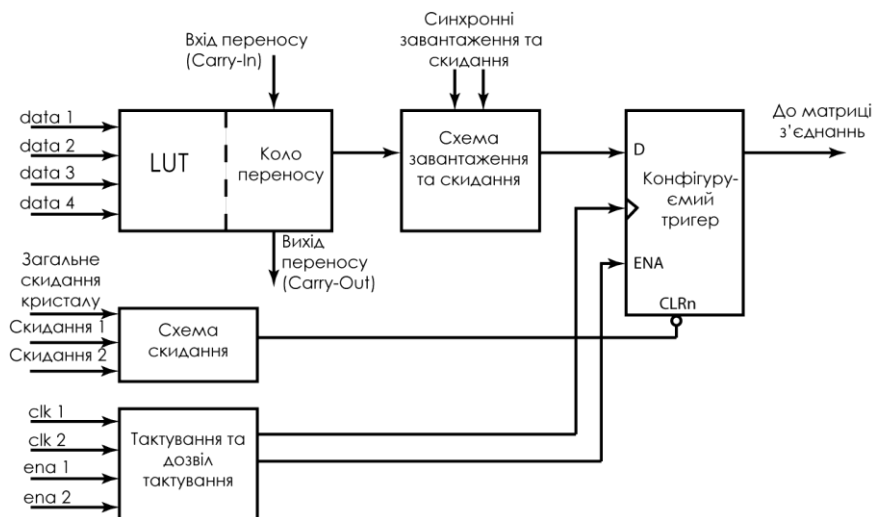 Вхід переносу
(Carry-In)
Синхронні
завантаження та
скидання
data 1
data 2
data 3
data 4
LUT
Коло
переносу
Схема
завантаження
та скидання
D
Конфігуру-
ємий
тригер
ENA
CLRn
До матриці
з’єднаннь
Вихід
переносу
(Carry-Out)
Загальне
скидання
кристалу
Скидання 1
Скидання 2
Схема
скидання
clk 1
clk 2
ena 1
ena 2
Тактування та
дозвіл
тактування